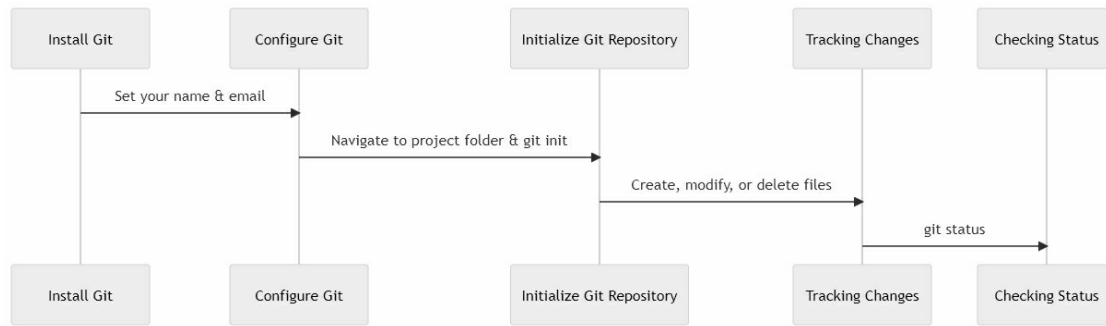 Install Git
Configure Git
Initialize Git Repository
Tracking Changes
Checking Status
Set your name & email
Navigate to project folder & git init
Create, modify, or delete files
git status
Install Git
Configure Git
Initialize Git Repository
Tracking Changes
Checking Status